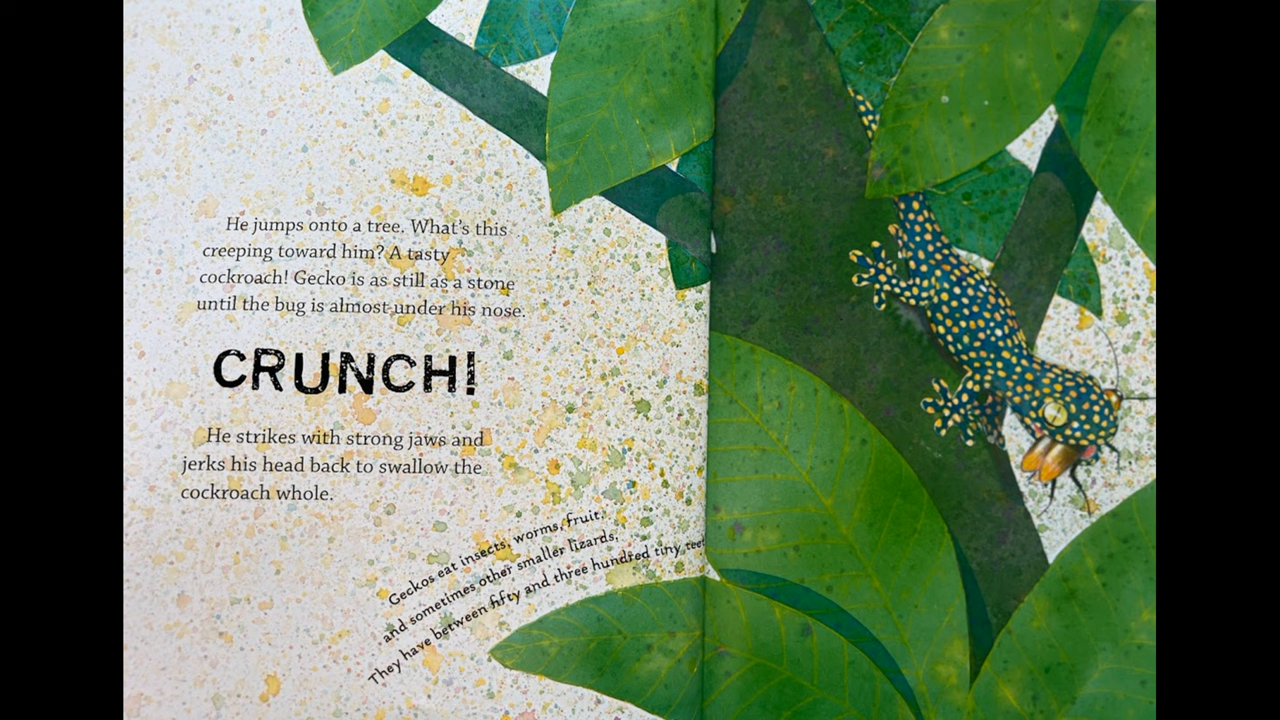 He jumps onto a tree. What's this
creeping toward him? A tasty
cockroach! Gecko is as still as a stone
until the bug is almost under his nose.
CRUNCH!
He strikes with strong jaws and
jerks his head back to swallow the
cockroach whole.
Geckos eat insects, worms, fruit,
and sometimes other smaller lizards.
They have between fifty and three hundred tiny